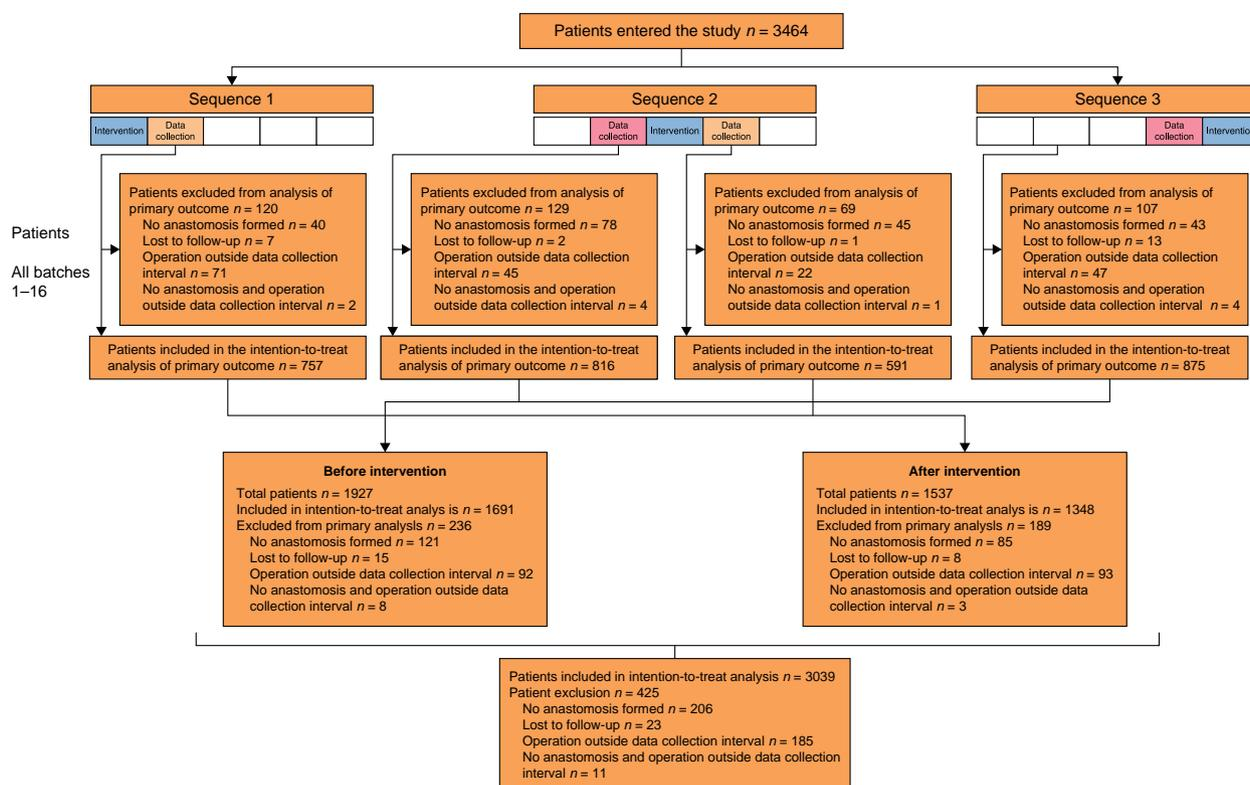 Patients entered the study n = 3464
Sequence 1
Sequence 2
Sequence 3
Intervention
Data
collection
Data
collection
Intervention
Data
collection
Data
collection
Interventio
Patients
All batches
1–16
Patients excluded from analysis of
primary outcome n = 120
No anastomosis formed n = 40
Lost to follow-up n = 7
Operation outside data collection
interval n = 71
No anastomosis and operation
outside data collection interval n = 2
Patients excluded from analysis of
primary outcome n = 129
No anastomosis formed n = 78
Lost to follow-up n = 2
Operation outside data collection
interval n = 45
No anastomosis and operation
outside data collection interval n = 4
Patients excluded from analysis of
primary outcome n = 69
No anastomosis formed n = 45
Lost to follow-up n = 1
Operation outside data collection
interval n = 22
No anastomosis and operation
outside data collection interval n = 1
Patients excluded from analysis of
primary outcome n = 107
No anastomosis formed n = 43
Lost to follow-up n = 13
Operation outside data collection
interval n = 47
No anastomosis and operation
outside data collection interval n = 4
Patients included in the intention-to-treat
analysis of primary outcome n = 757
Patients included in the intention-to-treat
analysis of primary outcome n = 816
Patients included in the intention-to-treat
analysis of primary outcome n = 591
Patients included in the intention-to-treat
analysis of primary outcome n = 875
Before intervention
Total patients n = 1927
Included in intention-to-treat analys is n = 1691
Excluded from primary analysls n = 236
No anastomosis formed n = 121
Lost to follow-up n = 15
Operation outside data collection interval n = 92
No anastomosis and operation outside data
collection interval n = 8
After intervention
Total patients n = 1537
Included in intention-to-treat analys is n = 1348
Excluded from primary analysls n = 189
No anastomosis formed n = 85
Lost to follow-up n = 8
Operation outside data collection interval n = 93
No anastomosis and operation outside data
collection interval n = 3
Patients included in intention-to-treat analysis n = 3039
Patient exclusion n = 425
No anastomosis formed n = 206
Lost to follow-up n = 23
Operation outside data collection interval n = 185
No anastomosis and operation outside data collection
interval n = 11